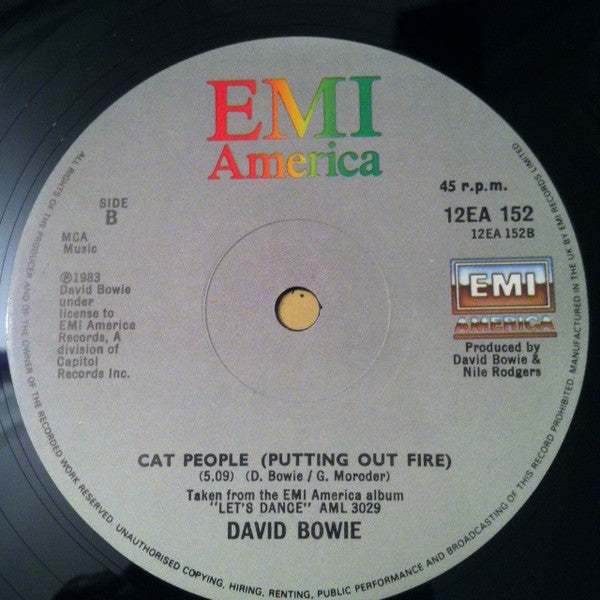 EMI
America
45 r.p.m.
SIDE
B
12EA 152
12EA 152B
MCA
Music
℗1983
David Bowie
under
license to
EMI America
Records, A
division of
Capitol
Records Inc.
EMI
AMERICA
Produced by
David Bowie &
Nile Rodgers
CAT PEOPLE (PUTTING OUT FIRE)
(5.09) (D. Bowie / G. Moroder)
Taken from the EMI America album
"LET'S DANCE" AML 3029
DAVID BOWIE
ALL RIGHTS OF THE PRODUCER AND OF THE OWNER OF THE RECORDED WORK RESERVED. UNAUTHORISED COPYING, HIRING, RENTING, PUBLIC PERFORMANCE AND BROADCASTING OF THIS RECORD PROHIBITED. MANUFACTURED IN THE UK BY EMI RECORDS LIMITED